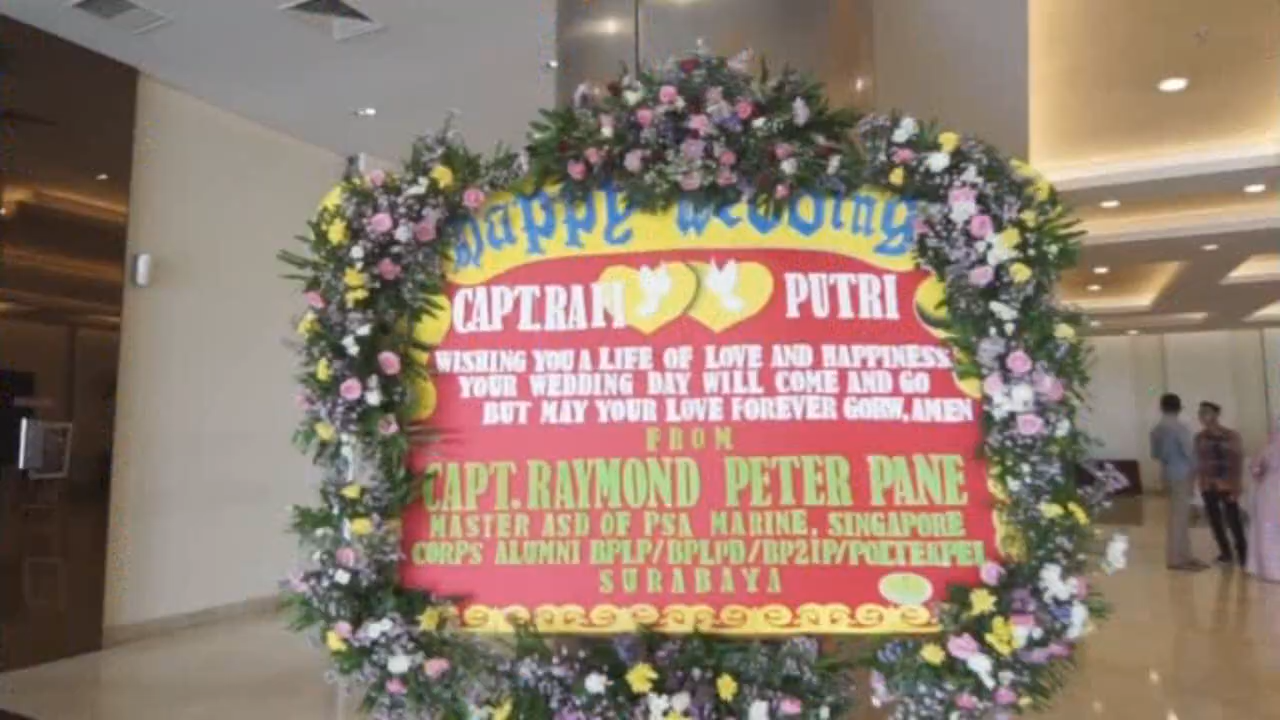 Happy Wedding
CAPT.RAM PUTRI
WISHING YOU A LIFE OF LOVE AND HAPPINESS
YOUR WEDDING DAY WILL COME AND GO
BUT MAY YOUR LOVE FOREVER GORW, AMEN
FROM
CAPT. RAYMOND PETER PANE
MASTER ASD OF PSA MARINE, SINGAPORE
CORPS ALUMNI BPLP/BPLPD/BP2IP/POLTEKPEL
SURABAYA